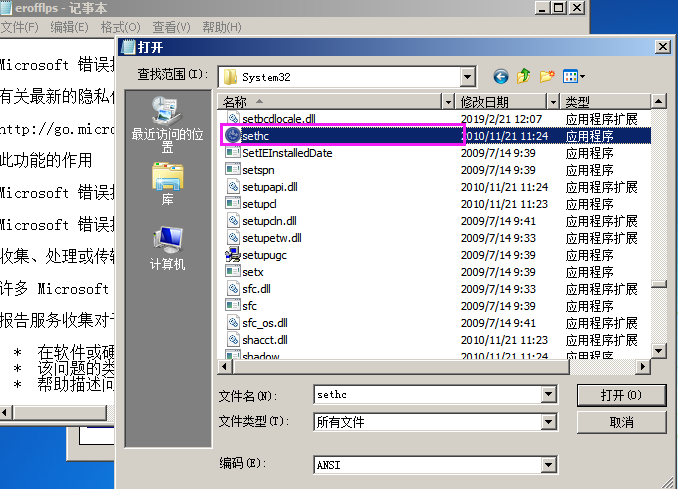 erofflps - 记事本
文件(F) 编辑(E) 格式(O) 查看(V) 帮助(H)
Microsoft 错误报
有关最新的隐私
http://go.micro
此功能的作用
Microsoft 错误报
Microsoft 错误报
收集、处理或传输
许多 Microsoft
报告服务收集对于
* 在软件或硬
* 该问题的类
* 帮助描述问
打开
查找范围(I): System32
最近访问的位置
库
计算机
名称 修改日期 类型
setbcdlocale.dll 2019/2/21 12:07 应用程序扩展
sethc 2010/11/21 11:24 应用程序
SetIEInstalledDate 2009/7/14 9:39 应用程序
setspn 2009/7/14 9:39 应用程序
setupapi.dll 2010/11/21 11:24 应用程序扩展
setupcl 2010/11/21 11:24 应用程序
setupcln.dll 2009/7/14 9:41 应用程序扩展
setupetw.dll 2009/7/14 9:33 应用程序扩展
setupugc 2009/7/14 9:39 应用程序
setx 2009/7/14 9:39 应用程序
sfc.dll 2009/7/14 9:33 应用程序扩展
sfc 2009/7/14 9:39 应用程序
sfc_os.dll 2009/7/14 9:41 应用程序扩展
shacct.dll 2010/11/21 11:24 应用程序扩展
shadow 2010/11/21 11:24 应用程序
文件名(N): sethc 打开(O)
文件类型(T): 所有文件 取消
编码(E): ANSI